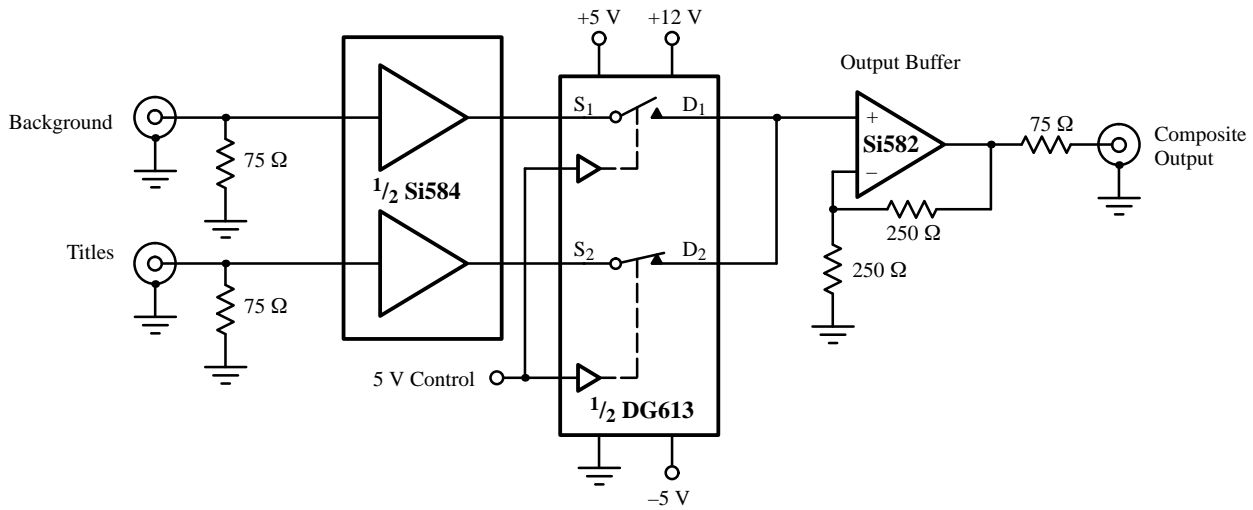 +5 V
+12 V
Background
75 Ω
1/2 Si584
S1
D1
Output Buffer
+
Si582
–
75 Ω
Composite
Output
250 Ω
250 Ω
Titles
75 Ω
S2
D2
5 V Control
1/2 DG613
–5 V